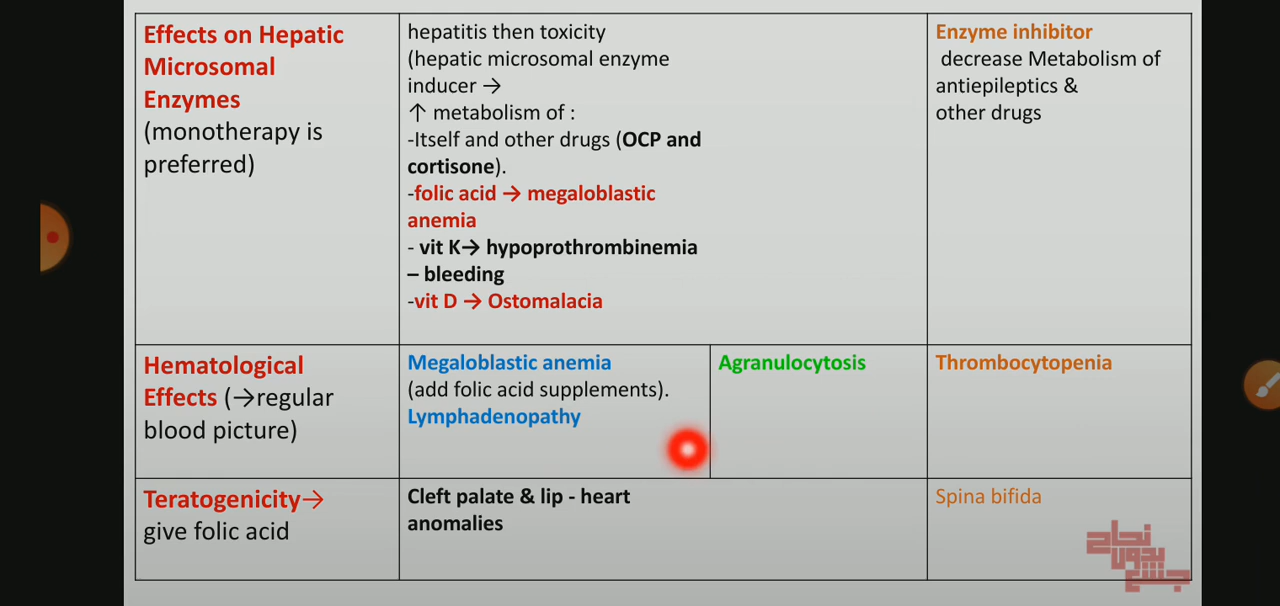 Effects on Hepatic
Microsomal
Enzymes
(monotherapy is
preferred)
hepatitis then toxicity
(hepatic microsomal enzyme
inducer →
↑ metabolism of :
-Itself and other drugs (OCP and
cortisone).
-folic acid → megaloblastic
anemia
- vit K→ hypoprothrombinemia
– bleeding
-vit D → Ostomalacia
Enzyme inhibitor
decrease Metabolism of
antiepileptics &
other drugs
Hematological
Effects (→regular
blood picture)
Megaloblastic anemia
(add folic acid supplements).
Lymphadenopathy
Agranulocytosis
Thrombocytopenia
Teratogenicity→
give folic acid
Cleft palate & lip - heart
anomalies
Spina bifida
نجاح
بدون
جشع